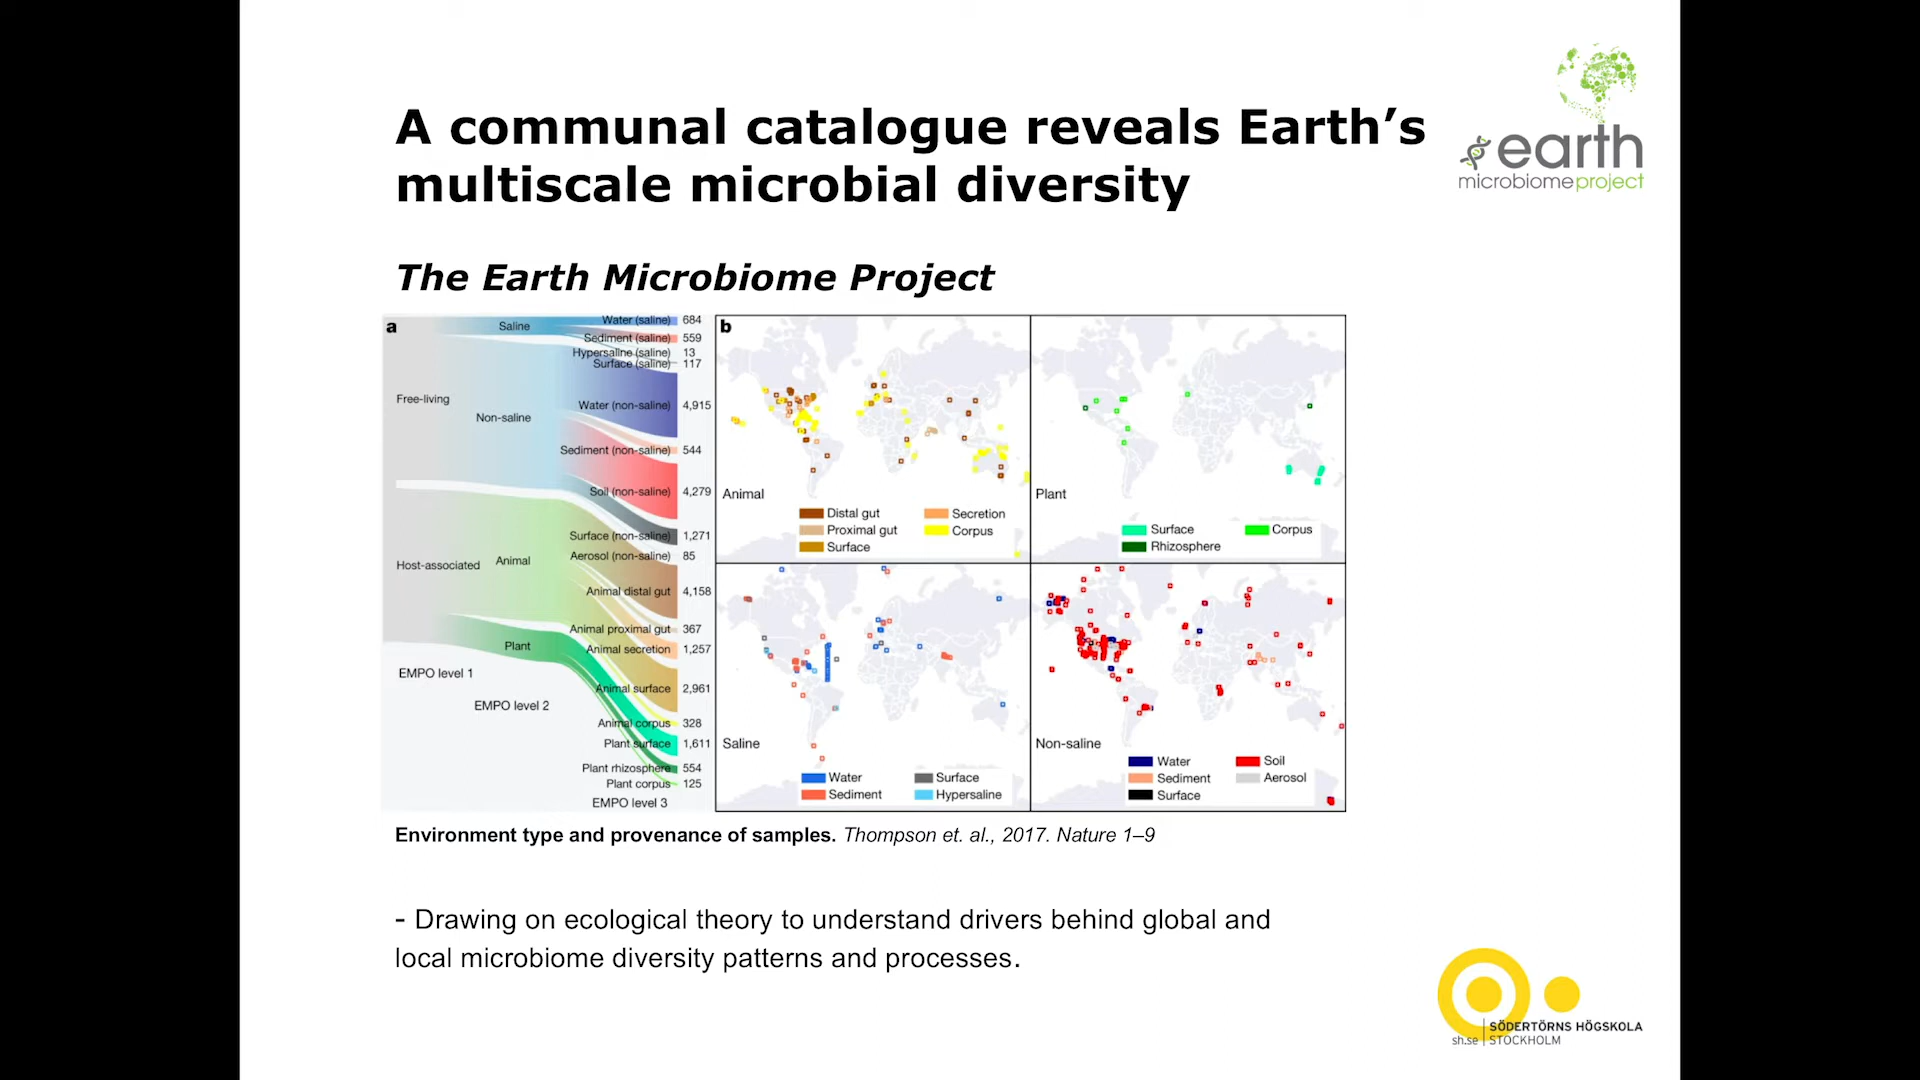 A communal catalogue reveals Earth’s
multiscale microbial diversity
earth
microbiomeproject
The Earth Microbiome Project
a
Saline
Free-living
Non-saline
Host-associated
Animal
Plant
EMPO level 1
EMPO level 2
Water (saline) 684
Sediment (saline) 559
Hypersaline (saline) 13
Surface (saline) 117
Water (non-saline) 4,915
Sediment (non-saline) 544
Soil (non-saline) 4,279
Surface (non-saline) 1,271
Aerosol (non-saline) 85
Animal distal gut 4,158
Animal proximal gut 367
Animal secretion 1,257
Animal surface 2,961
Animal corpus 328
Plant surface 1,611
Plant rhizosphere 554
Plant corpus 125
EMPO level 3
b
Animal
Distal gut
Proximal gut
Surface
Secretion
Corpus
Plant
Surface
Rhizosphere
Corpus
Saline
Water
Sediment
Surface
Hypersaline
Non-saline
Water
Sediment
Surface
Soil
Aerosol
Environment type and provenance of samples. Thompson et. al., 2017. Nature 1–9
- Drawing on ecological theory to understand drivers behind global and
local microbiome diversity patterns and processes.
SÖDERTÖRNS HÖGSKOLA
sh.se STOCKHOLM